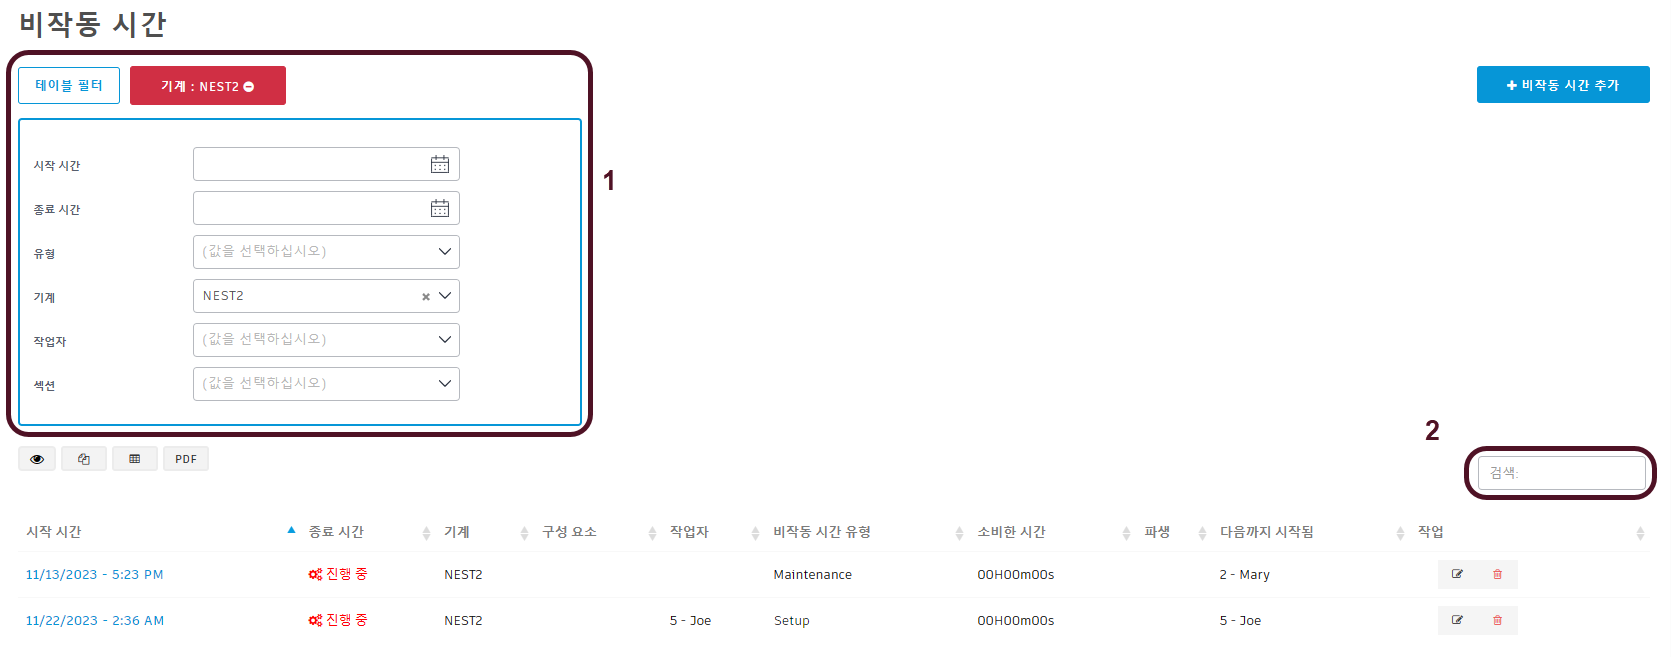 비작동 시간
테이블 필터
기계 : NEST2
+ 비작동 시간 추가
시작 시간
종료 시간
유형 (값을 선택하십시오)
기계 NEST2 ×
작업자 (값을 선택하십시오)
섹션 (값을 선택하십시오)
1
PDF
2
검색:
시작 시간 종료 시간 기계 구성 요소 작업자 비작동 시간 유형 소비한 시간 파생 다음까지 시작됨 작업
11/13/2023 - 5:23 PM 진행 중 NEST2 Maintenance 00H00m00s 2 - Mary
11/22/2023 - 2:36 AM 진행 중 NEST2 5 - Joe Setup 00H00m00s 5 - Joe